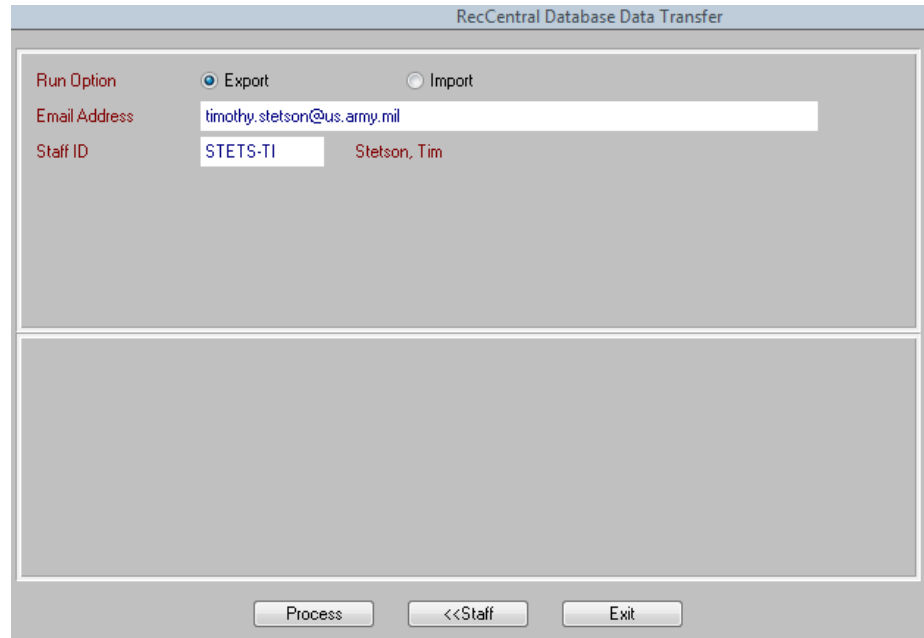 RecCentral Database Data Transfer
Run Option Export Import
Email Address timothy.stetson@us.army.mil
Staff ID STETS-TI Stetson, Tim
Process <<Staff Exit